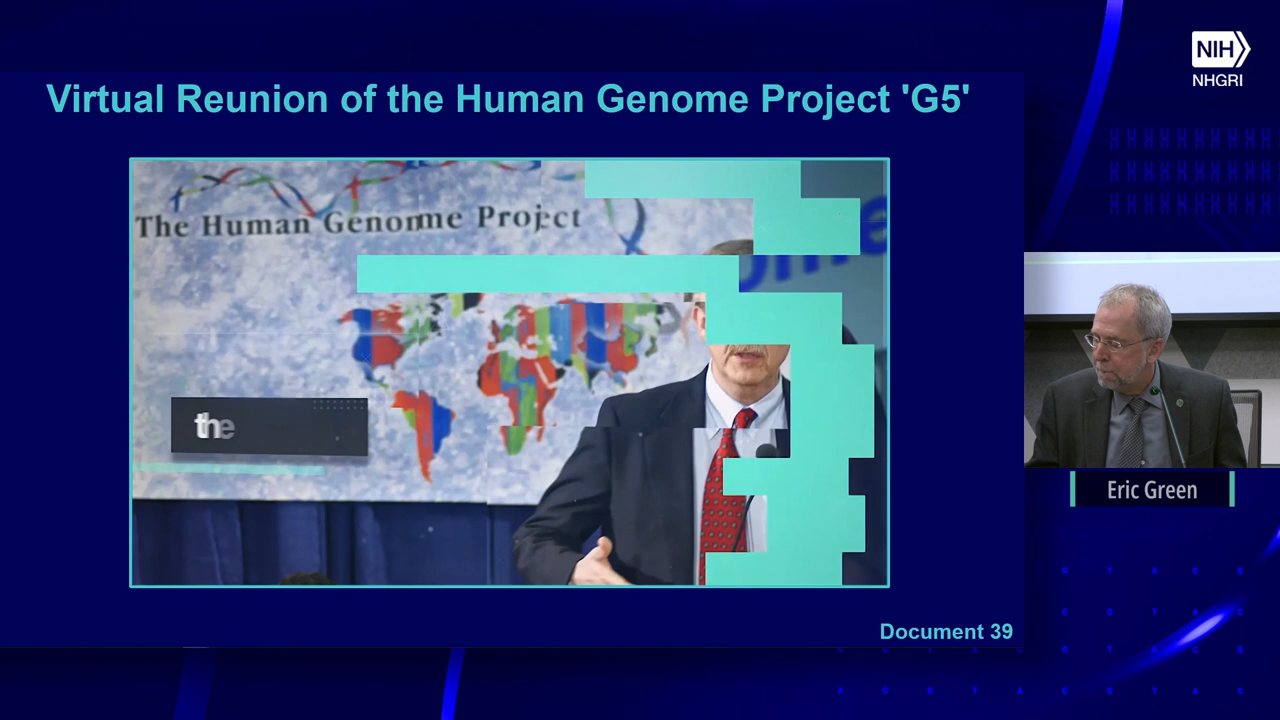 NIH
NHGRI
Virtual Reunion of the Human Genome Project 'G5'
The Human Genome Project
the
Eric Green
Document 39